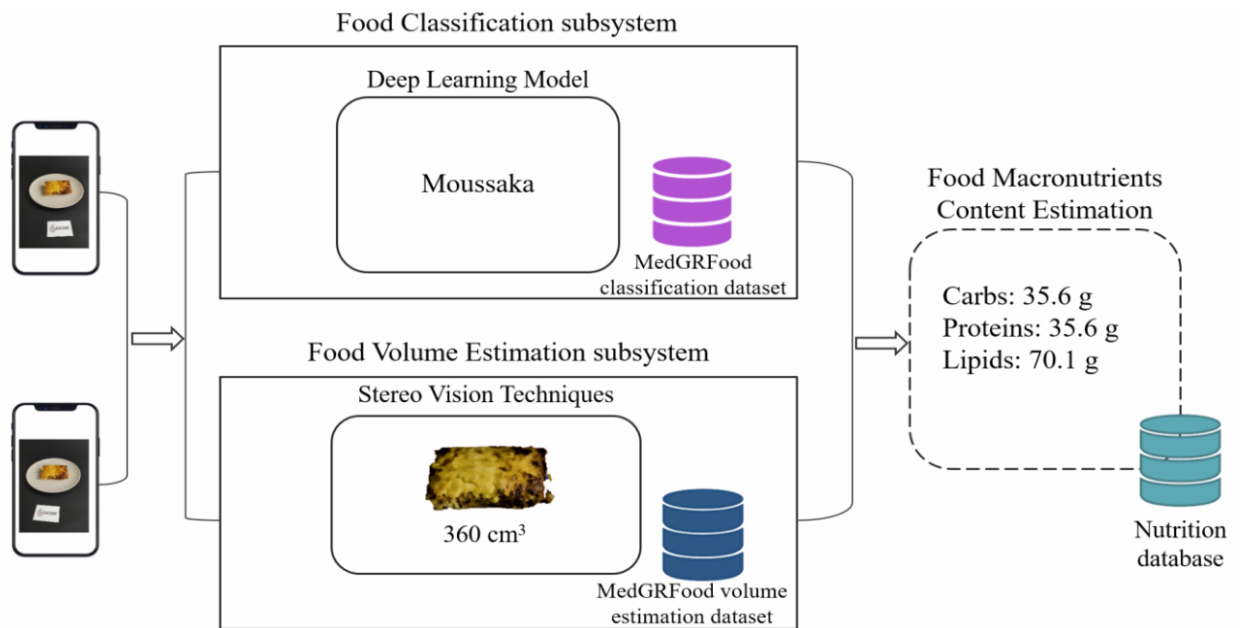 Food Classification subsystem
Deep Learning Model
Moussaka
MedGRFood
classification dataset
Food Volume Estimation subsystem
Stereo Vision Techniques
360 cm³
MedGRFood volume
estimation dataset
Food Macronutrients
Content Estimation
Carbs: 35.6 g
Proteins: 35.6 g
Lipids: 70.1 g
Nutrition
database